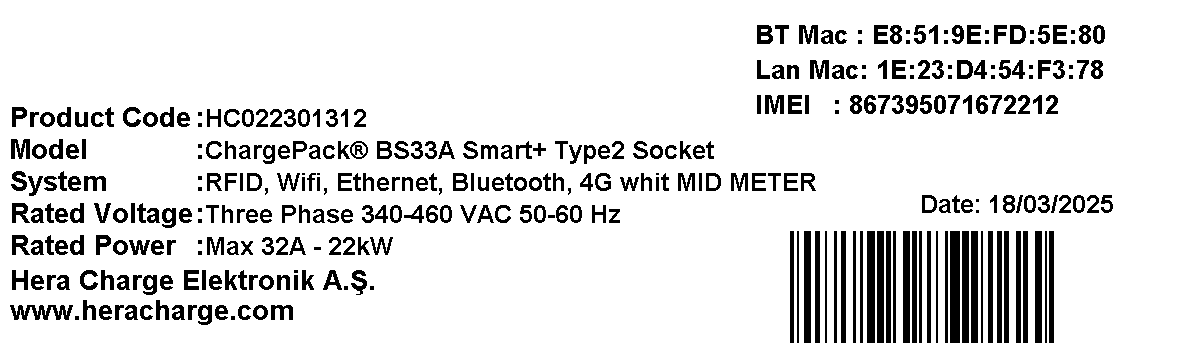 BT Mac : E8:51:9E:FD:5E:80
Lan Mac: 1E:23:D4:54:F3:78
IMEI : 867395071672212
Product Code :HC022301312
Model :ChargePack® BS33A Smart+ Type2 Socket
System :RFID, Wifi, Ethernet, Bluetooth, 4G whit MID METER
Rated Voltage:Three Phase 340-460 VAC 50-60 Hz
Rated Power :Max 32A - 22kW
Hera Charge Elektronik A.Ş.
www.heracharge.com
Date: 18/03/2025